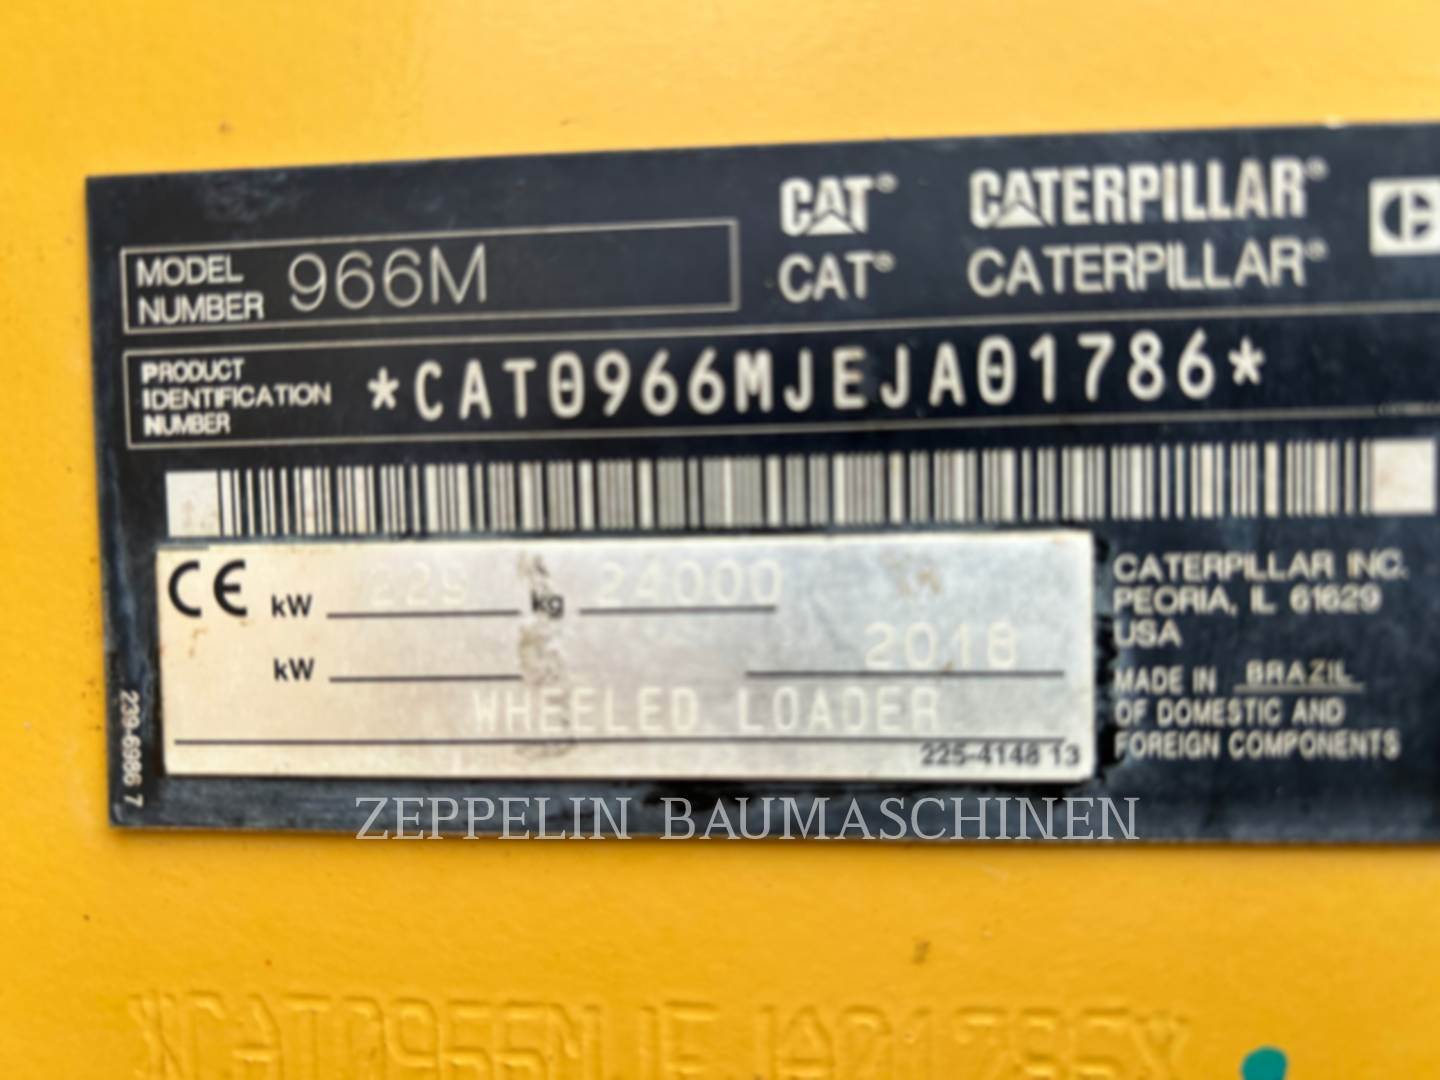 CAT® CATERPILLAR®
MODEL NUMBER 966M
CAT® CATERPILLAR®
PRODUCT IDENTIFICATION NUMBER *CAT0966MJEJA01786*
CE kW 229 kg 24000
kW 2018
WHEELED LOADER
225-4148 13
CATERPILLAR INC.
PEORIA, IL 61629
USA
MADE IN BRAZIL
OF DOMESTIC AND
FOREIGN COMPONENTS
239-6986 7
ZEPPELIN BAUMASCHINEN
*CAT0966MJEJA01786*